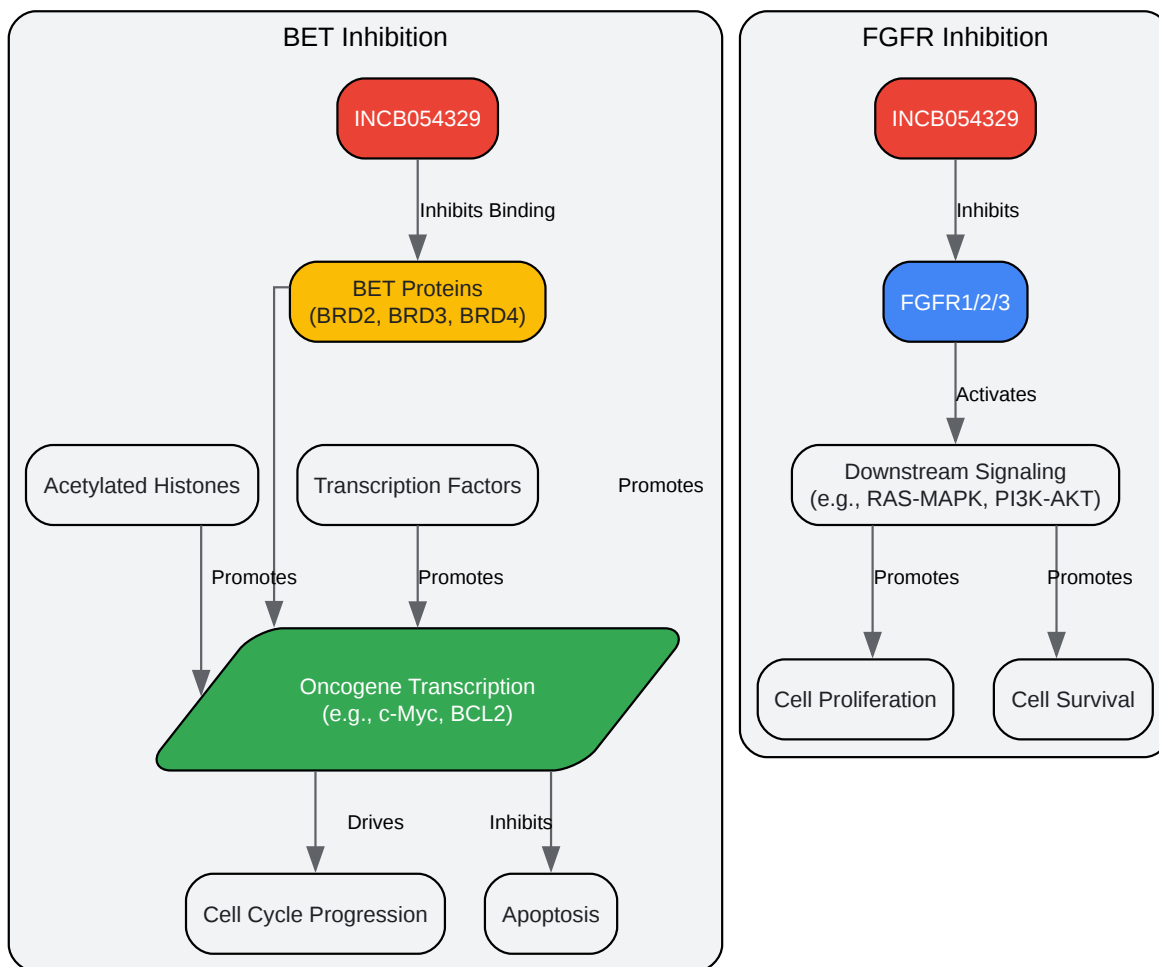 BET Inhibition
INCB054329
Inhibits Binding
BET Proteins
(BRD2, BRD3, BRD4)
Acetylated Histones
Transcription Factors
Promotes
Promotes
Promotes
Oncogene Transcription
(e.g., c-Myc, BCL2)
Drives
Inhibits
Cell Cycle Progression
Apoptosis
FGFR Inhibition
INCB054329
Inhibits
FGFR1/2/3
Activates
Downstream Signaling
(e.g., RAS-MAPK, PI3K-AKT)
Promotes
Promotes
Cell Proliferation
Cell Survival